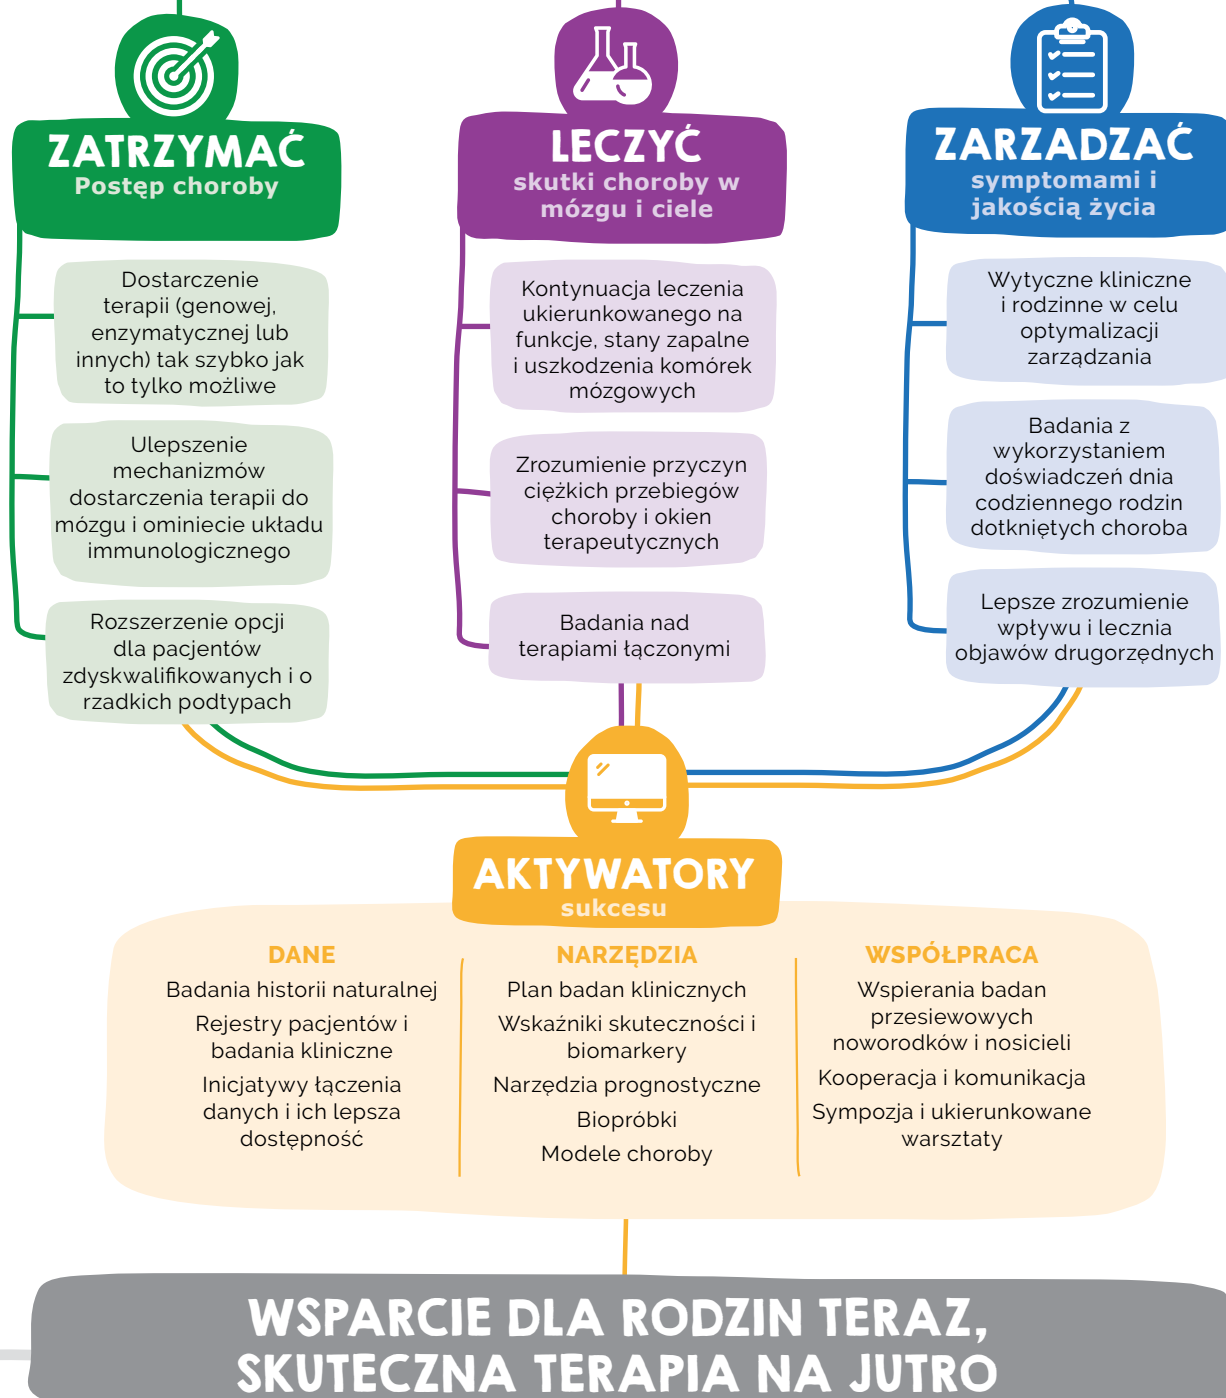 ZATRZYMAĆ
Postęp choroby
Dostarczenie
terapii (genowej,
enzymatycznej lub
innych) tak szybko jak
to tylko możliwe
Ulepszenie
mechanizmów
dostarczenia terapii do
mózgu i ominiecie układu
immunologicznego
Rozszerzenie opcji
dla pacjentów
zdyskwalifikowanych i o
rzadkich podtypach
LECZYĆ
skutki choroby w
mózgu i ciele
Kontynuacja leczenia
ukierunkowanego na
funkcje, stany zapalne
i uszkodzenia komórek
mózgowych
Zrozumienie przyczyn
ciężkich przebiegów
choroby i okien
terapeutycznych
Badania nad
terapiami łączonymi
ZARZADZAĆ
symptomami i
jakością życia
Wytyczne kliniczne
i rodzinne w celu
optymalizacji
zarządzania
Badania z
wykorzystaniem
doświadczeń dnia
codziennego rodzin
dotkniętych choroba
Lepsze zrozumienie
wpływu i lecznia
objawów drugorzędnych
AKTYWATORY
sukcesu
DANE
Badania historii naturalnej
Rejestry pacjentów i
badania kliniczne
Inicjatywy łączenia
danych i ich lepsza
dostępność
NARZĘDZIA
Plan badan klinicznych
Wskaźniki skuteczności i
biomarkery
Narzędzia prognostyczne
Biopróbki
Modele choroby
WSPÓŁPRACA
Wspierania badan
przesiewowych
noworodków i nosicieli
Kooperacja i komunikacja
Sympozja i ukierunkowane
warsztaty
WSPARCIE DLA RODZIN TERAZ,
SKUTECZNA TERAPIA NA JUTRO